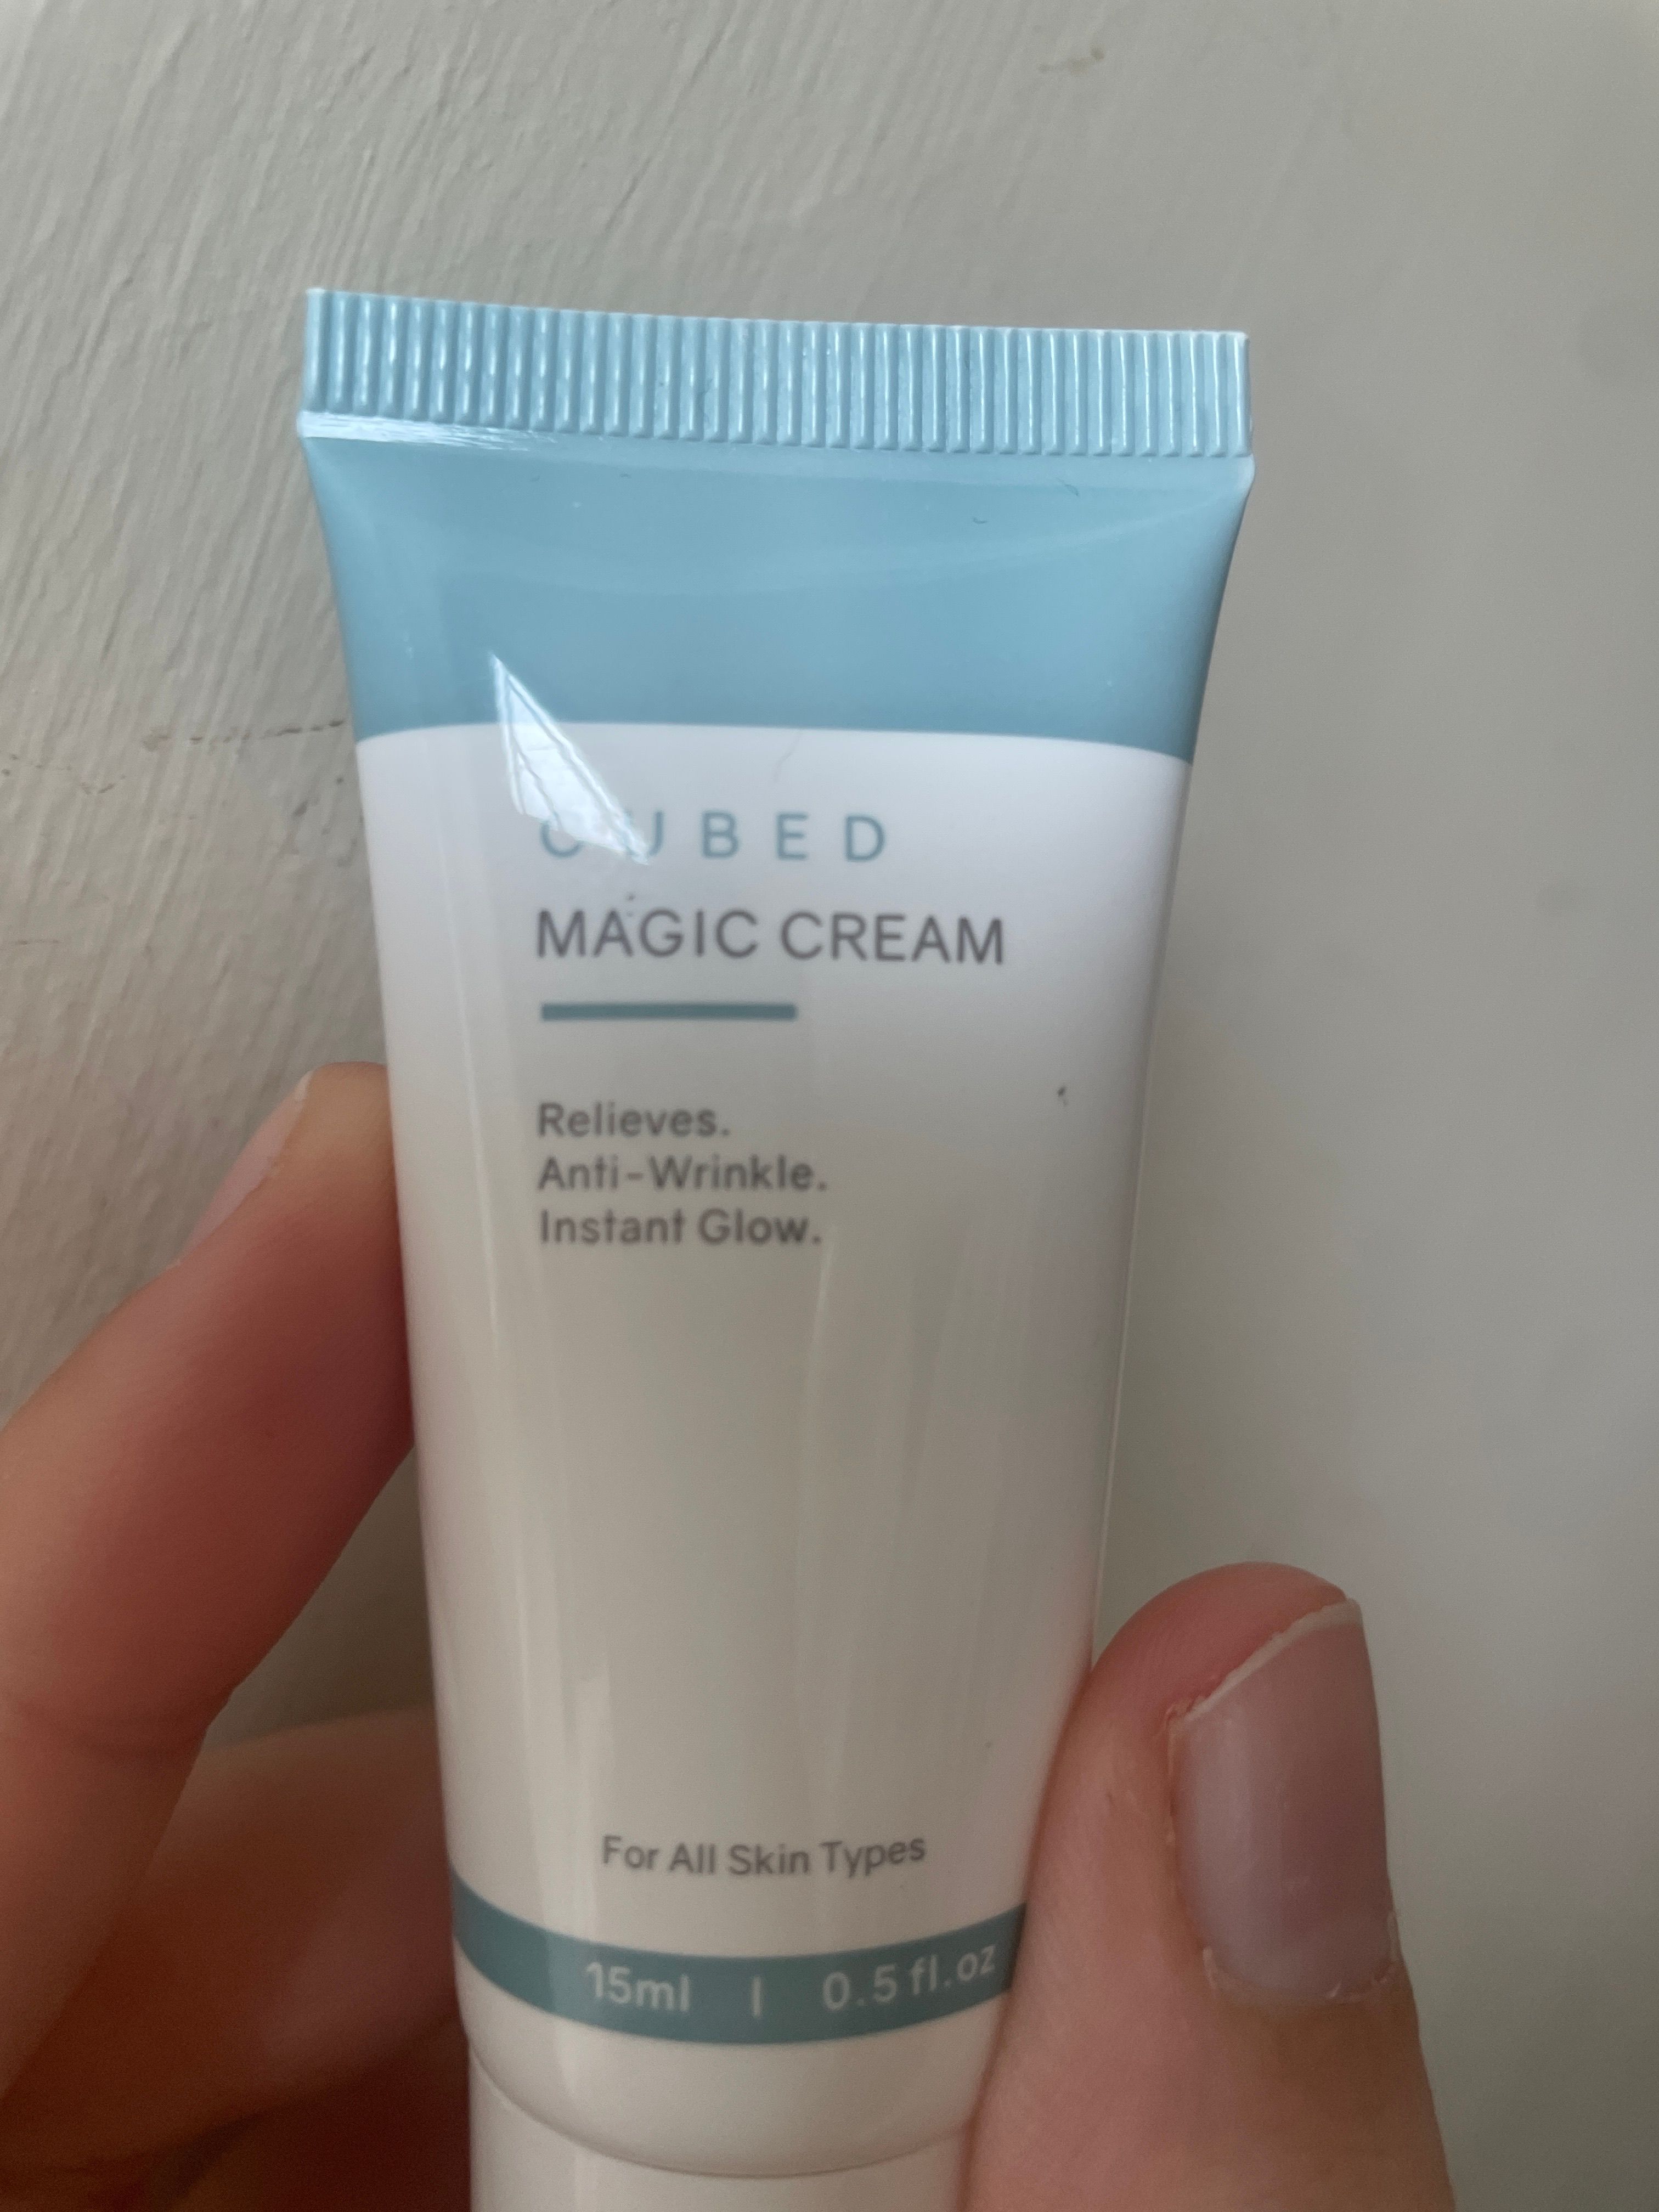 CUBED
MAGIC CREAM
Relieves.
Anti-Wrinkle.
Instant Glow.
For All Skin Types
15ml | 0.5 fl.oz